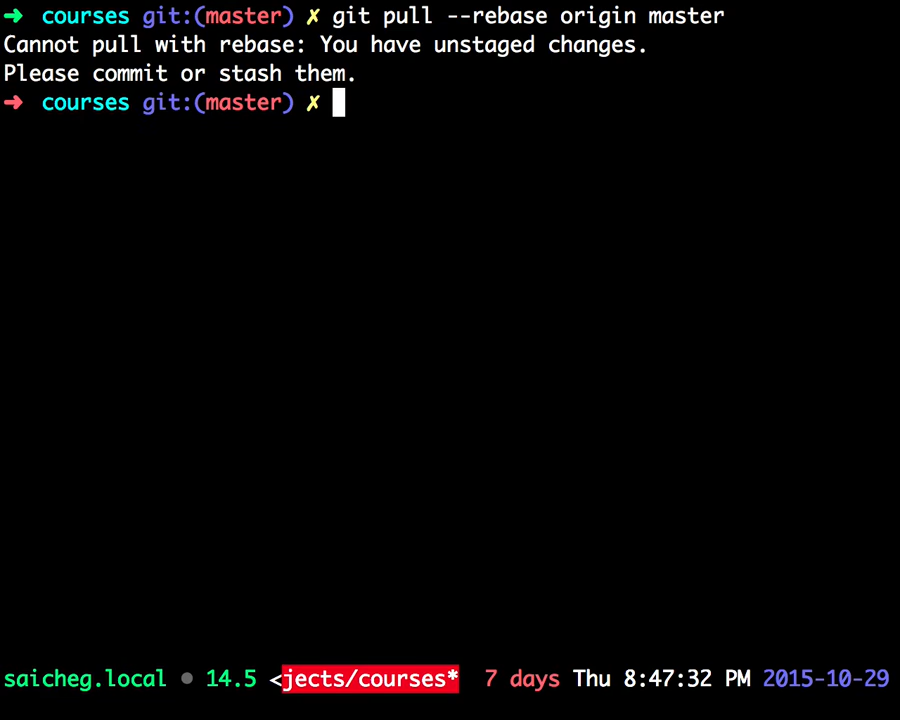 ➜ courses git:(master) ✗ git pull --rebase origin master
Cannot pull with rebase: You have unstaged changes.
Please commit or stash them.
➜ courses git:(master) ✗
saicheg.local ● 14.5 <jects/courses* 7 days Thu 8:47:32 PM 2015-10-29